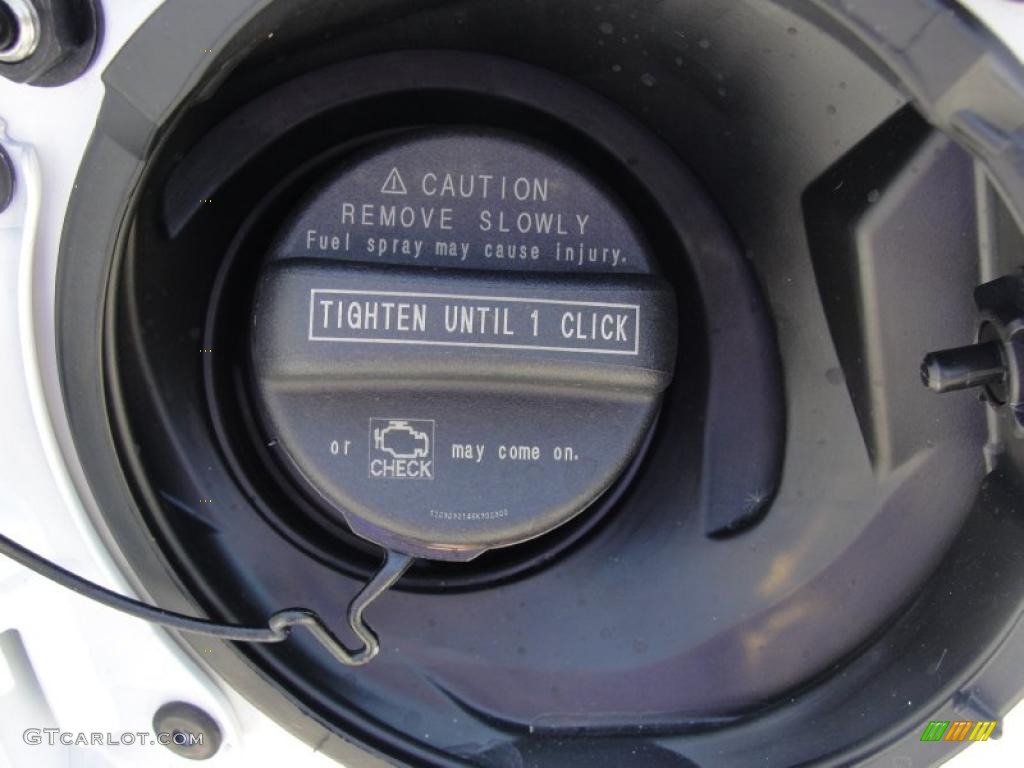 ⚠ CAUTION
REMOVE SLOWLY
Fuel spray may cause injury.
TIGHTEN UNTIL 1 CLICK
or CHECK may come on.
GTCARLOT.COM